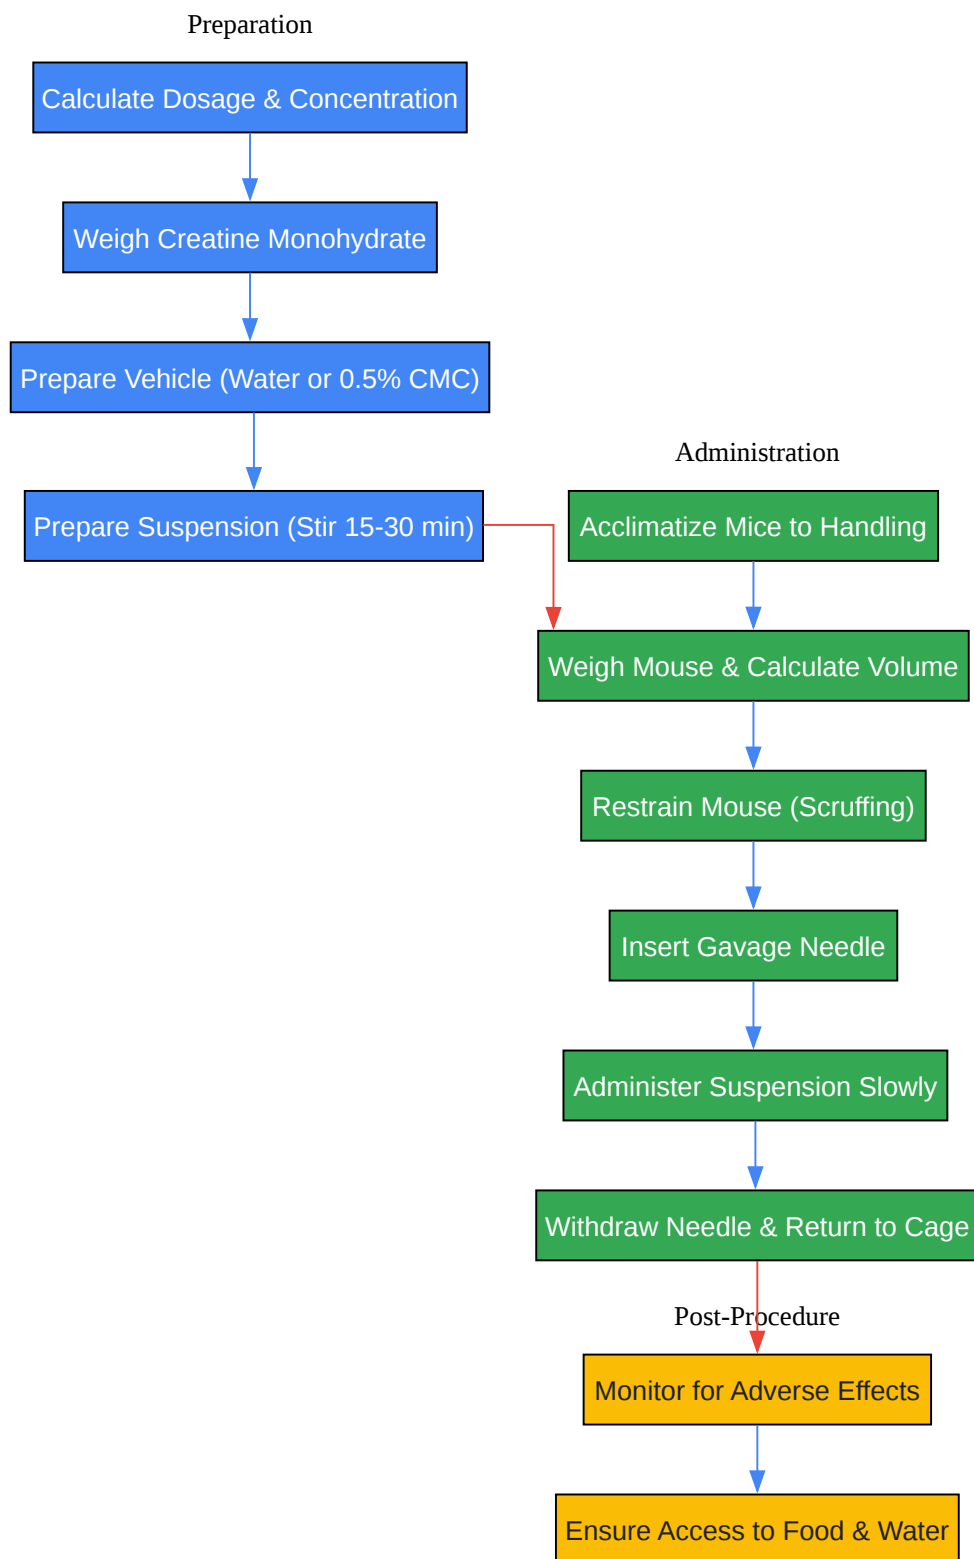 Preparation
Calculate Dosage & Concentration
Weigh Creatine Monohydrate
Prepare Vehicle (Water or 0.5% CMC)
Prepare Suspension (Stir 15-30 min)
Administration
Acclimatize Mice to Handling
Weigh Mouse & Calculate Volume
Restrain Mouse (Scruffing)
Insert Gavage Needle
Administer Suspension Slowly
Withdraw Needle & Return to Cage
Post-Procedure
Monitor for Adverse Effects
Ensure Access to Food & Water